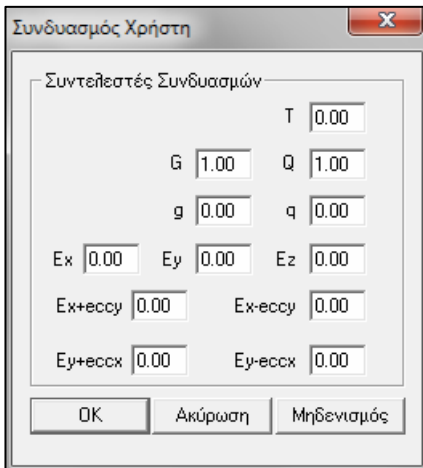 Συνδυασμός Χρήστη
Συντελεστές Συνδυασμών
T 0.00
G 1.00 Q 1.00
g 0.00 q 0.00
Ex 0.00 Ey 0.00 Ez 0.00
Ex+eccy 0.00 Ex-eccy 0.00
Ey+eccx 0.00 Ey-eccx 0.00
OK Ακύρωση Μηδενισμός